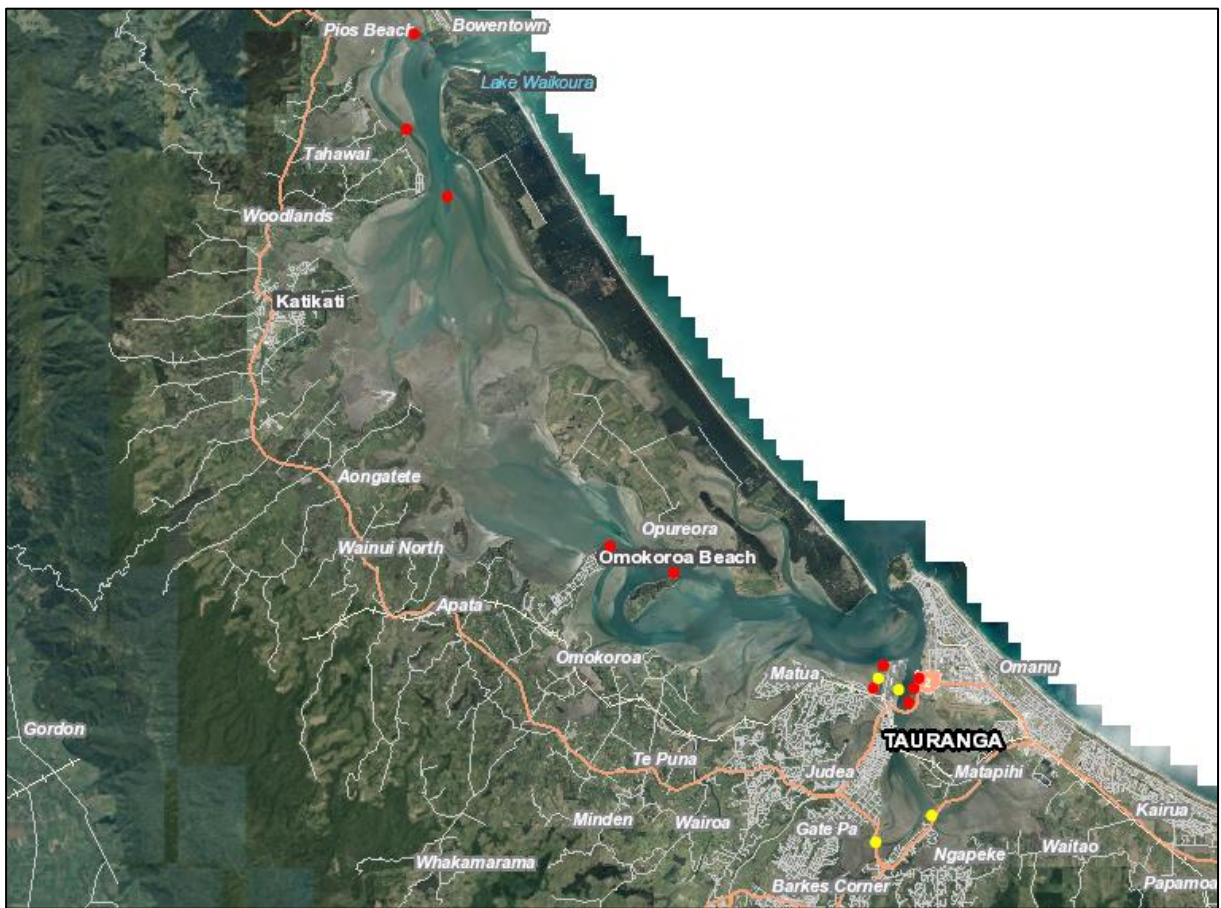 Pios Beach
Bowentown
Lake Waikoura
Tahawai
Woodlands
Katikati
Aongatete
Opureora
Wainui North
Omokoroa Beach
Apata
Omokoroa
Matua
Omanu
2
Gordon
TAURANGA
Te Puna
Judea
Matapihi
Minden
Wairoa
Gate Pa
Kairua
Whakamarama
Ngapeke
Waitao
Barkes Corner
Papamoa